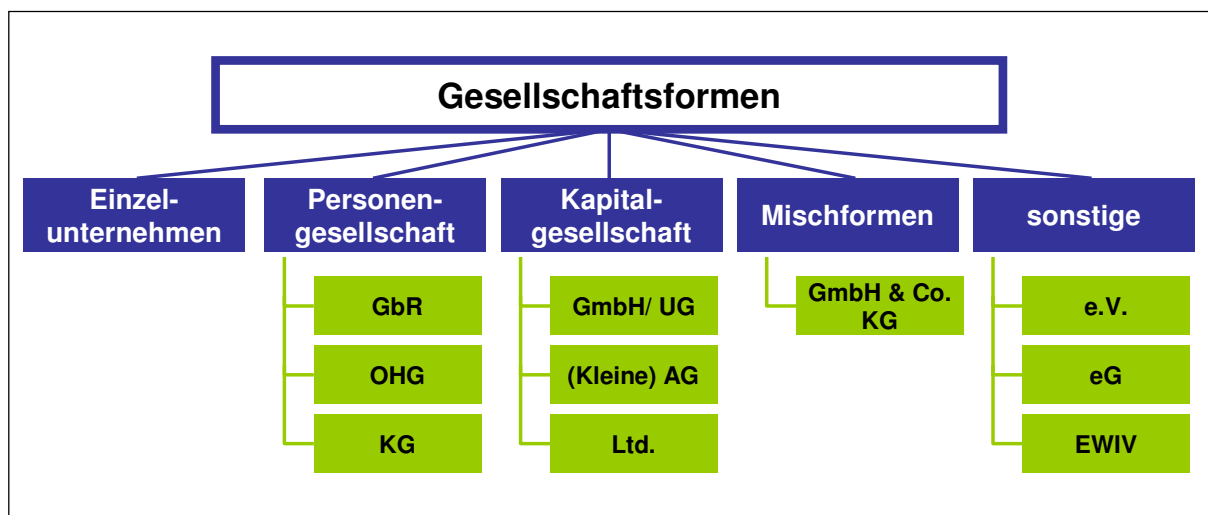 Gesellschaftsformen
Einzel-
unternehmen
Personen-
gesellschaft
Kapital-
gesellschaft
Mischformen
sonstige
GbR
OHG
KG
GmbH/ UG
(Kleine) AG
Ltd.
GmbH & Co.
KG
e.V.
eG
EWIV